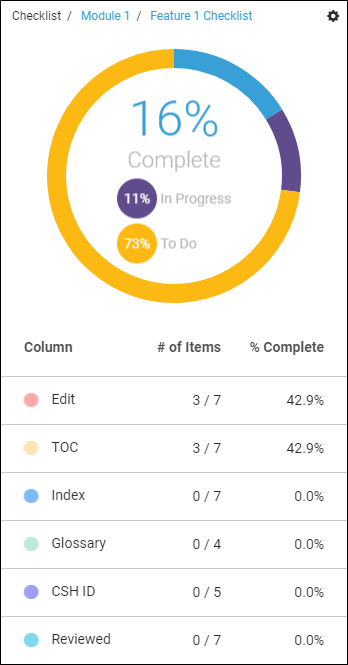 Checklist / Module 1 / Feature 1 Checklist
16%
Complete
11% In Progress
73% To Do
Column # of Items % Complete
Edit 3 / 7 42.9%
TOC 3 / 7 42.9%
Index 0 / 7 0.0%
Glossary 0 / 4 0.0%
CSH ID 0 / 5 0.0%
Reviewed 0 / 7 0.0%